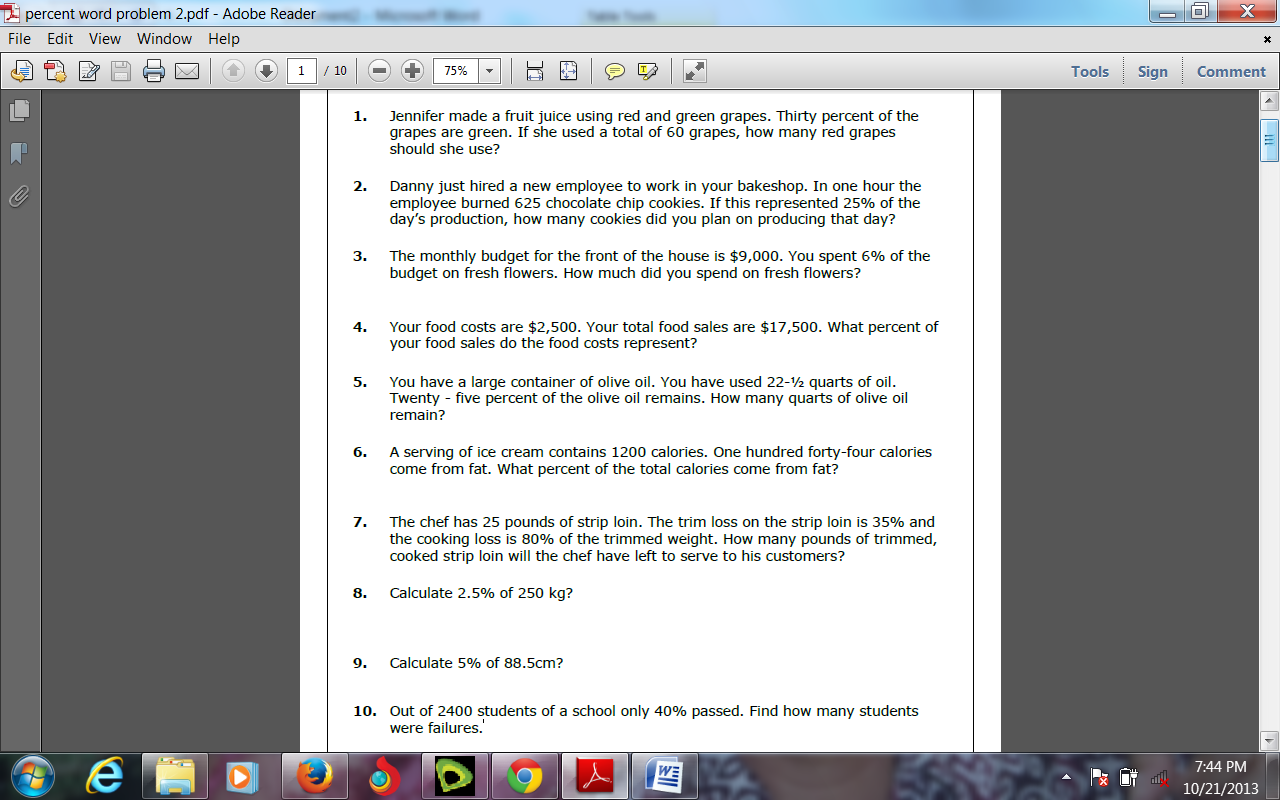 percent word problem 2.pdf - Adobe Reader
File Edit View Window Help
1 / 10 75% Tools Sign Comment
1. Jennifer made a fruit juice using red and green grapes. Thirty percent of the
grapes are green. If she used a total of 60 grapes, how many red grapes
should she use?
2. Danny just hired a new employee to work in your bakeshop. In one hour the
employee burned 625 chocolate chip cookies. If this represented 25% of the
day’s production, how many cookies did you plan on producing that day?
3. The monthly budget for the front of the house is $9,000. You spent 6% of the
budget on fresh flowers. How much did you spend on fresh flowers?
4. Your food costs are $2,500. Your total food sales are $17,500. What percent of
your food sales do the food costs represent?
5. You have a large container of olive oil. You have used 22-½ quarts of oil.
Twenty - five percent of the olive oil remains. How many quarts of olive oil
remain?
6. A serving of ice cream contains 1200 calories. One hundred forty-four calories
come from fat. What percent of the total calories come from fat?
7. The chef has 25 pounds of strip loin. The trim loss on the strip loin is 35% and
the cooking loss is 80% of the trimmed weight. How many pounds of trimmed,
cooked strip loin will the chef have left to serve to his customers?
8. Calculate 2.5% of 250 kg?
9. Calculate 5% of 88.5cm?
10. Out of 2400 students of a school only 40% passed. Find how many students
were failures.
7:44 PM
10/21/2013